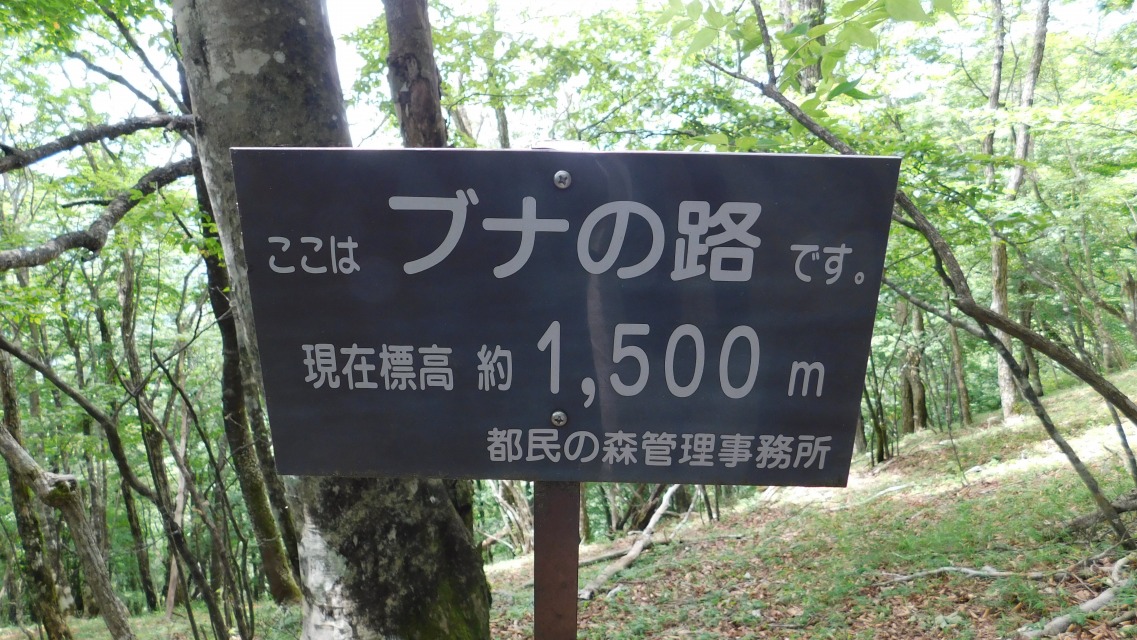 ここは ブナの路 です。
現在標高 約 1,500 m
都民の森管理事務所